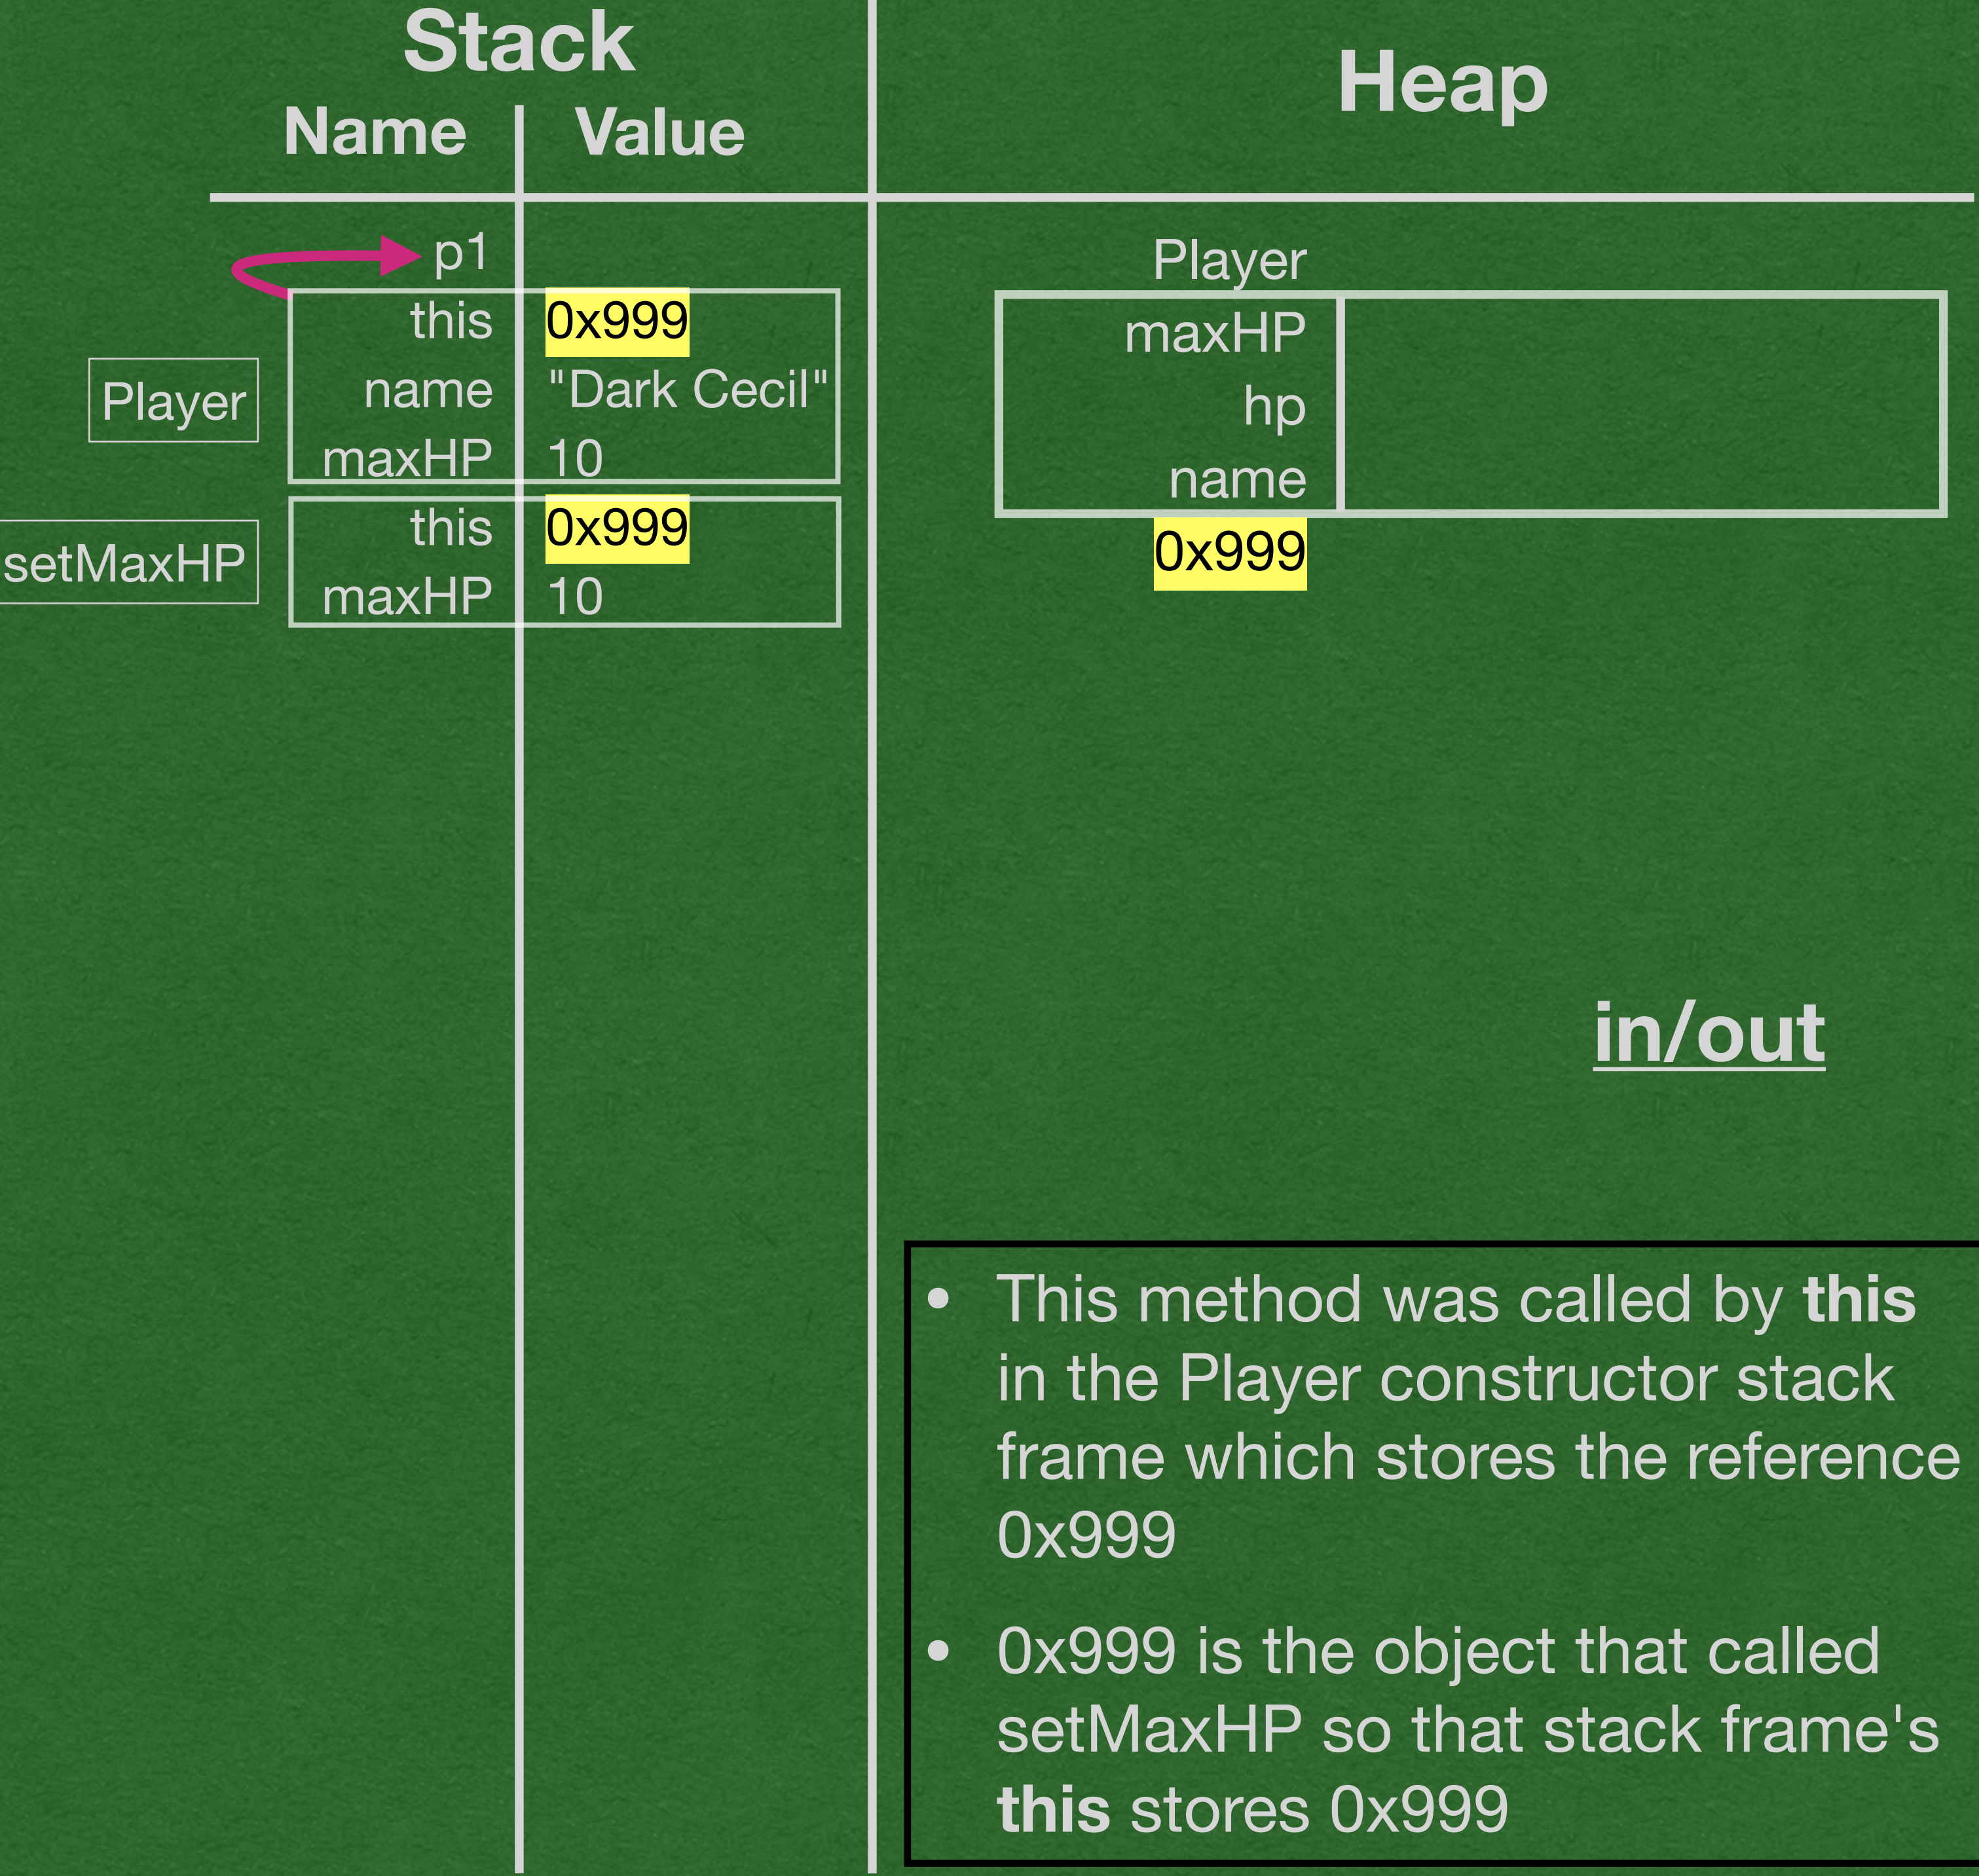 Stack
Heap
Name Value
p1
this 0x999
Player
name "Dark Cecil"
maxHP 10
this 0x999
setMaxHP
maxHP 10
Player
maxHP
hp
name
0x999
in/out
• This method was called by this
in the Player constructor stack
frame which stores the reference
0x999
• 0x999 is the object that called
setMaxHP so that stack frame's
this stores 0x999